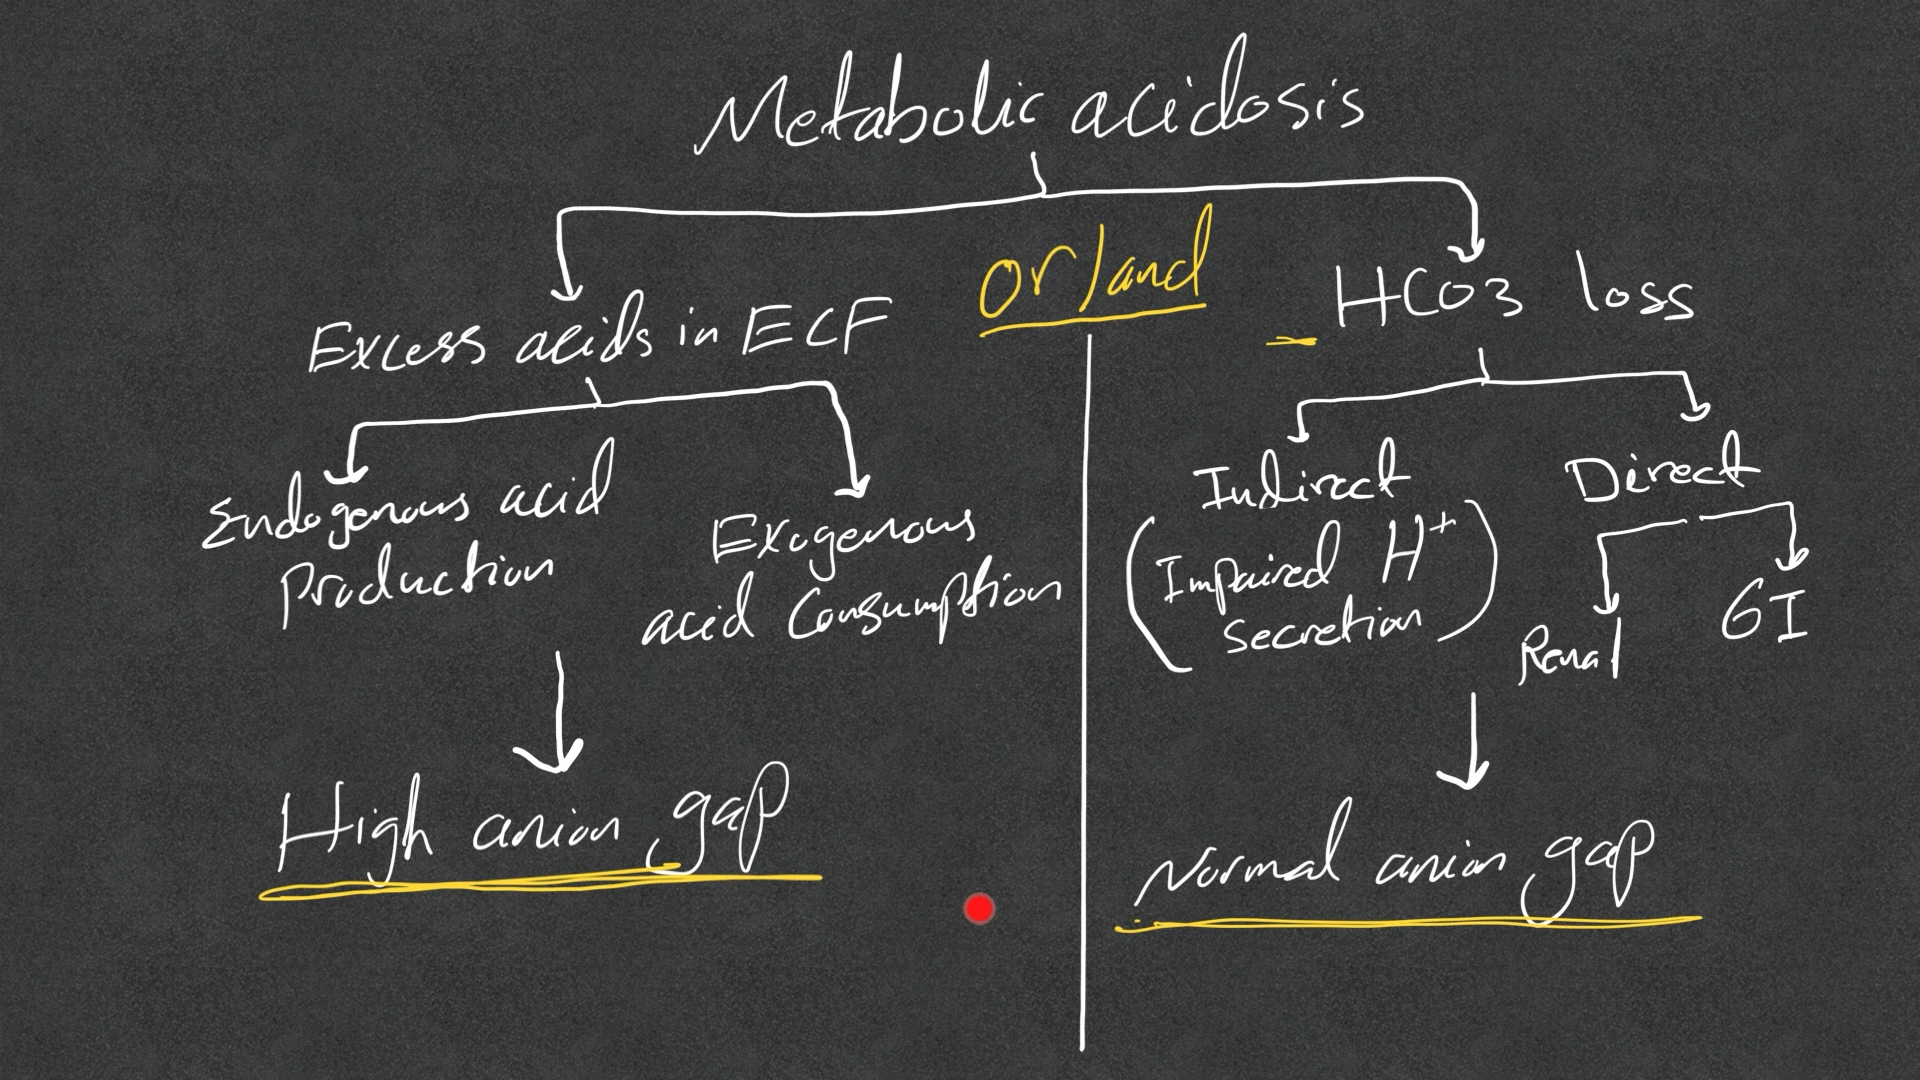 Metabolic acidosis
or/and
Excess acids in ECF
HCO3 loss
Endogenous acid
Production
Exogenous
acid Consumption
High anion gap
Indirect
(Impaired H+
Secretion)
Direct
Renal
GI
Normal anion gap